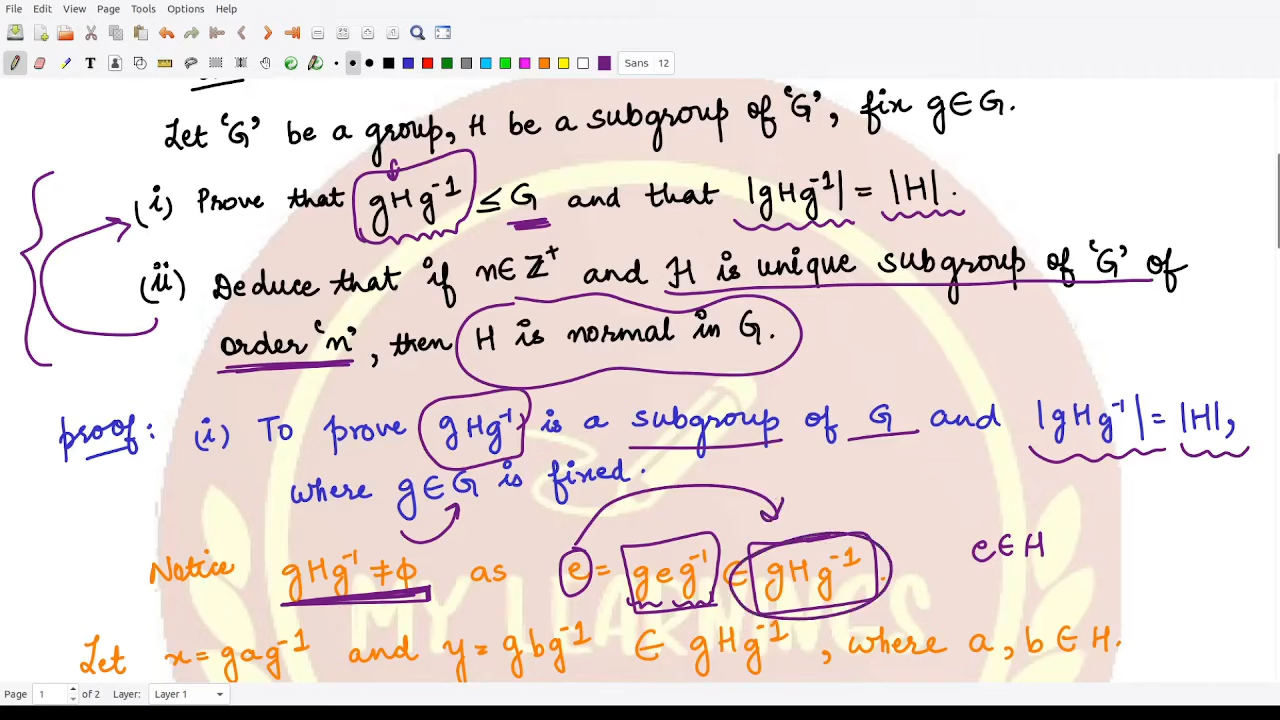 File Edit View Page Tools Options Help
Sans 12
Let 'G' be a group, H be a subgroup of 'G', fix g∈G.
(i) Prove that gHg⁻¹ ≤ G and that |gHg⁻¹| = |H|.
(ii) Deduce that if n∈ℤ⁺ and H is unique subgroup of 'G' of
order 'n', then H is normal in G.
proof: (i) To prove gHg⁻¹ is a subgroup of G and |gHg⁻¹| = |H|,
where g∈G is fixed.
Notice gHg⁻¹ ≠ φ as e = geg⁻¹ ∈ gHg⁻¹. e∈H
Let x = gag⁻¹ and y = gbg⁻¹ ∈ gHg⁻¹, where a, b ∈ H.
MY LEARNINGS
Page 1 of 2 Layer: Layer 1